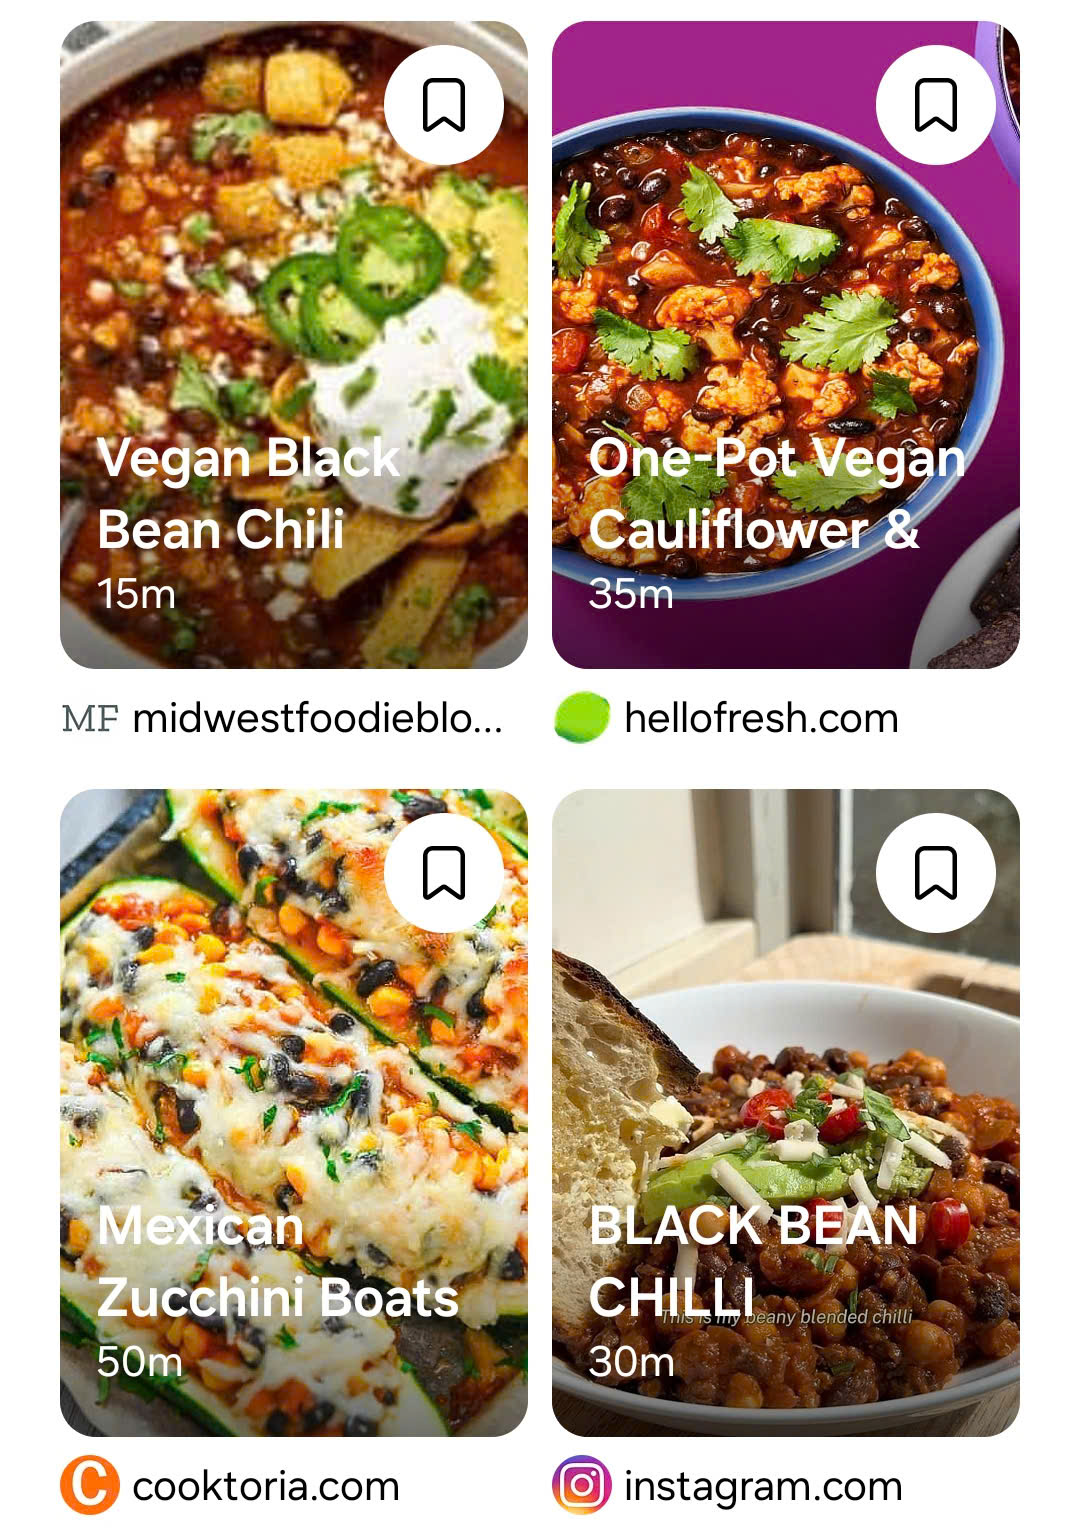 Vegan Black
Bean Chili
15m
MF midwestfoodieblo...
One-Pot Vegan
Cauliflower &
35m
hellofresh.com
Mexican
Zucchini Boats
50m
C cooktoria.com
BLACK BEAN
CHILLI
This is my beany blended chilli
30m
instagram.com